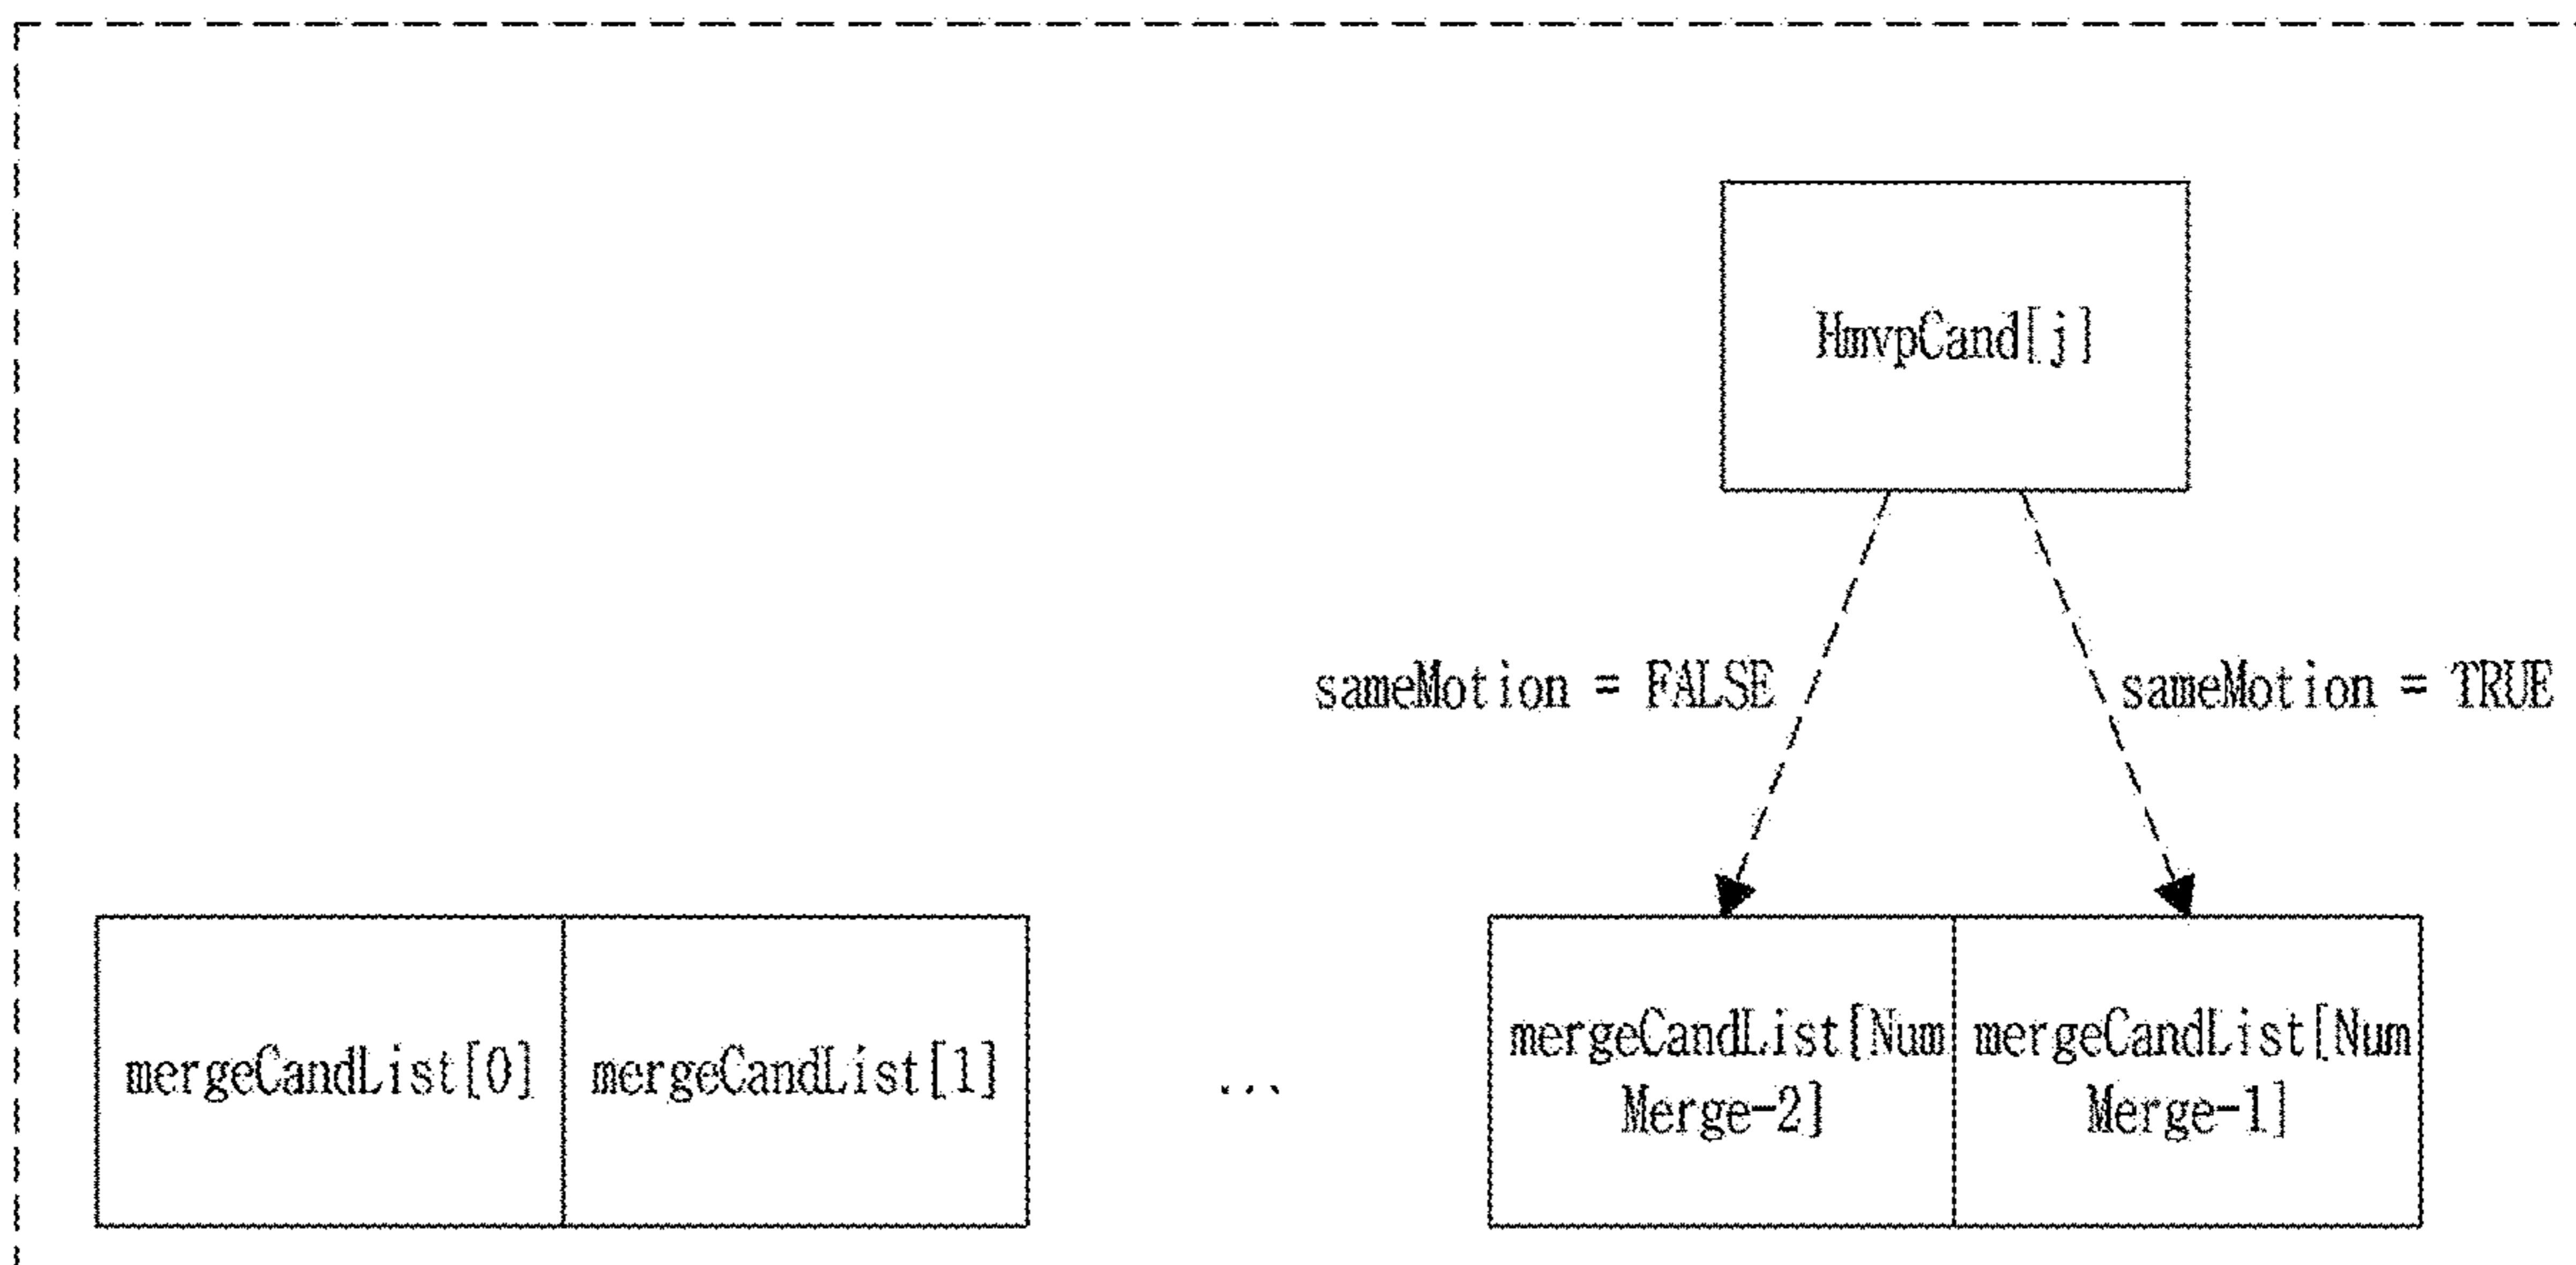 HmvpCand[j]
sameMotion = FALSE
sameMotion = TRUE
mergeCandList[0]
mergeCandList[1]
...
mergeCandList[Num
Merge-2]
mergeCandList[Num
Merge-1]